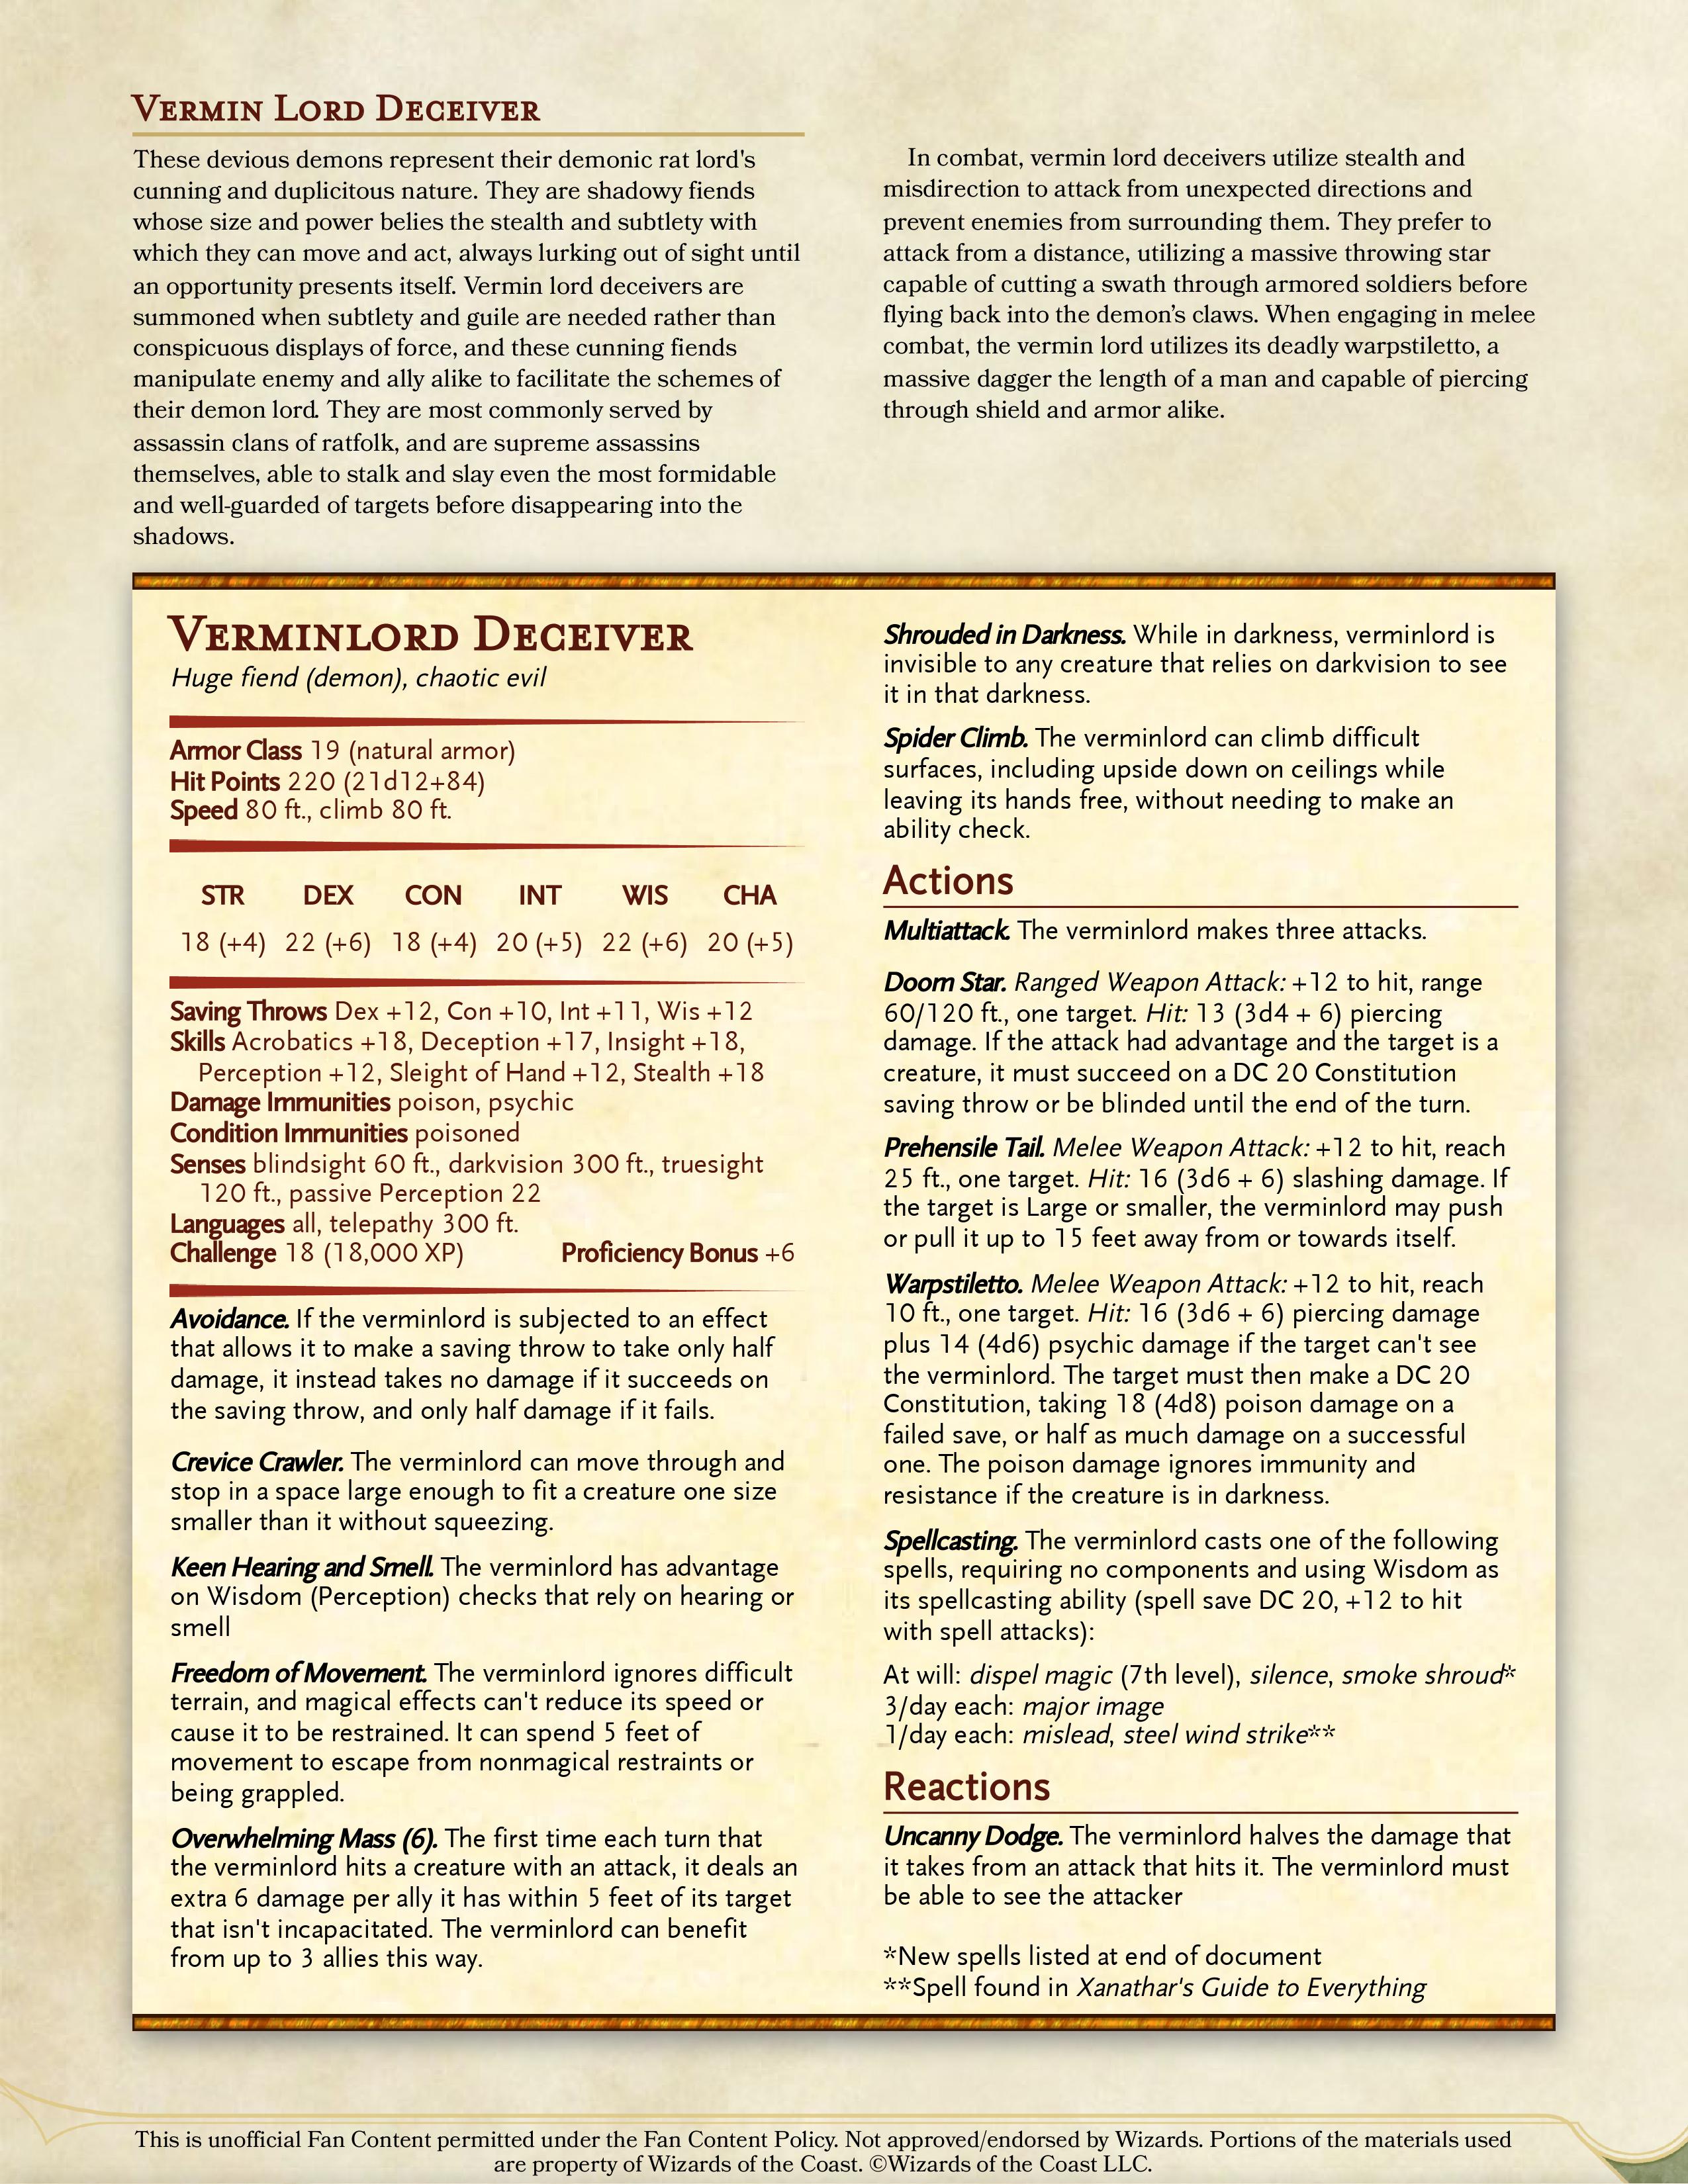 Vermin Lord Deceiver
These devious demons represent their demonic rat lord's
cunning and duplicitous nature. They are shadowy fiends
whose size and power belies the stealth and subtlety with
which they can move and act, always lurking out of sight until
an opportunity presents itself. Vermin lord deceivers are
summoned when subtlety and guile are needed rather than
conspicuous displays of force, and these cunning fiends
manipulate enemy and ally alike to facilitate the schemes of
their demon lord. They are most commonly served by
assassin clans of ratfolk, and are supreme assassins
themselves, able to stalk and slay even the most formidable
and well-guarded of targets before disappearing into the
shadows.
In combat, vermin lord deceivers utilize stealth and
misdirection to attack from unexpected directions and
prevent enemies from surrounding them. They prefer to
attack from a distance, utilizing a massive throwing star
capable of cutting a swath through armored soldiers before
flying back into the demon’s claws. When engaging in melee
combat, the vermin lord utilizes its deadly warpstiletto, a
massive dagger the length of a man and capable of piercing
through shield and armor alike.
Verminlord Deceiver
Huge fiend (demon), chaotic evil
Armor Class 19 (natural armor)
Hit Points 220 (21d12+84)
Speed 80 ft., climb 80 ft.
STR DEX CON INT WIS CHA
18 (+4) 22 (+6) 18 (+4) 20 (+5) 22 (+6) 20 (+5)
Saving Throws Dex +12, Con +10, Int +11, Wis +12
Skills Acrobatics +18, Deception +17, Insight +18,
Perception +12, Sleight of Hand +12, Stealth +18
Damage Immunities poison, psychic
Condition Immunities poisoned
Senses blindsight 60 ft., darkvision 300 ft., truesight
120 ft., passive Perception 22
Languages all, telepathy 300 ft.
Challenge 18 (18,000 XP) Proficiency Bonus +6
Avoidance. If the verminlord is subjected to an effect
that allows it to make a saving throw to take only half
damage, it instead takes no damage if it succeeds on
the saving throw, and only half damage if it fails.
Crevice Crawler. The verminlord can move through and
stop in a space large enough to fit a creature one size
smaller than it without squeezing.
Keen Hearing and Smell. The verminlord has advantage
on Wisdom (Perception) checks that rely on hearing or
smell
Freedom of Movement. The verminlord ignores difficult
terrain, and magical effects can't reduce its speed or
cause it to be restrained. It can spend 5 feet of
movement to escape from nonmagical restraints or
being grappled.
Overwhelming Mass (6). The first time each turn that
the verminlord hits a creature with an attack, it deals an
extra 6 damage per ally it has within 5 feet of its target
that isn't incapacitated. The verminlord can benefit
from up to 3 allies this way.
Shrouded in Darkness. While in darkness, verminlord is
invisible to any creature that relies on darkvision to see
it in that darkness.
Spider Climb. The verminlord can climb difficult
surfaces, including upside down on ceilings while
leaving its hands free, without needing to make an
ability check.
Actions
Multiattack. The verminlord makes three attacks.
Doom Star. Ranged Weapon Attack: +12 to hit, range
60/120 ft., one target. Hit: 13 (3d4 + 6) piercing
damage. If the attack had advantage and the target is a
creature, it must succeed on a DC 20 Constitution
saving throw or be blinded until the end of the turn.
Prehensile Tail. Melee Weapon Attack: +12 to hit, reach
25 ft., one target. Hit: 16 (3d6 + 6) slashing damage. If
the target is Large or smaller, the verminlord may push
or pull it up to 15 feet away from or towards itself.
Warpstiletto. Melee Weapon Attack: +12 to hit, reach
10 ft., one target. Hit: 16 (3d6 + 6) piercing damage
plus 14 (4d6) psychic damage if the target can't see
the verminlord. The target must then make a DC 20
Constitution, taking 18 (4d8) poison damage on a
failed save, or half as much damage on a successful
one. The poison damage ignores immunity and
resistance if the creature is in darkness.
Spellcasting. The verminlord casts one of the following
spells, requiring no components and using Wisdom as
its spellcasting ability (spell save DC 20, +12 to hit
with spell attacks):
At will: dispel magic (7th level), silence, smoke shroud*
3/day each: major image
1/day each: mislead, steel wind strike**
Reactions
Uncanny Dodge. The verminlord halves the damage that
it takes from an attack that hits it. The verminlord must
be able to see the attacker
*New spells listed at end of document
**Spell found in Xanathar's Guide to Everything
This is unofficial Fan Content permitted under the Fan Content Policy. Not approved/endorsed by Wizards. Portions of the materials used
are property of Wizards of the Coast. ©Wizards of the Coast LLC.